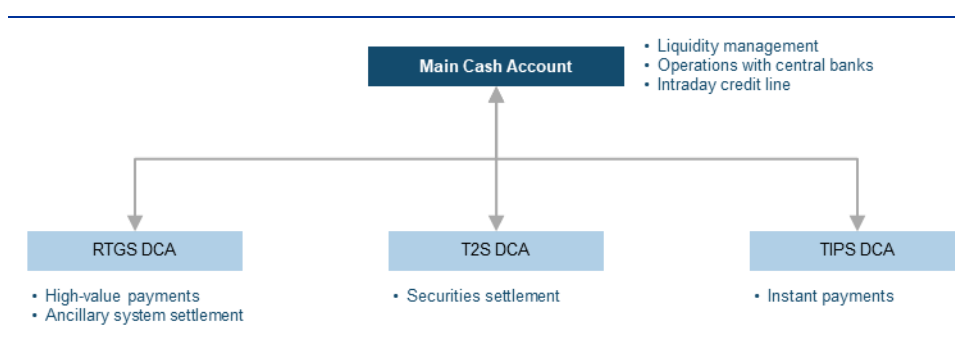 Main Cash Account
• Liquidity management
• Operations with central banks
• Intraday credit line
RTGS DCA
T2S DCA
TIPS DCA
• High-value payments
• Ancillary system settlement
• Securities settlement
• Instant payments